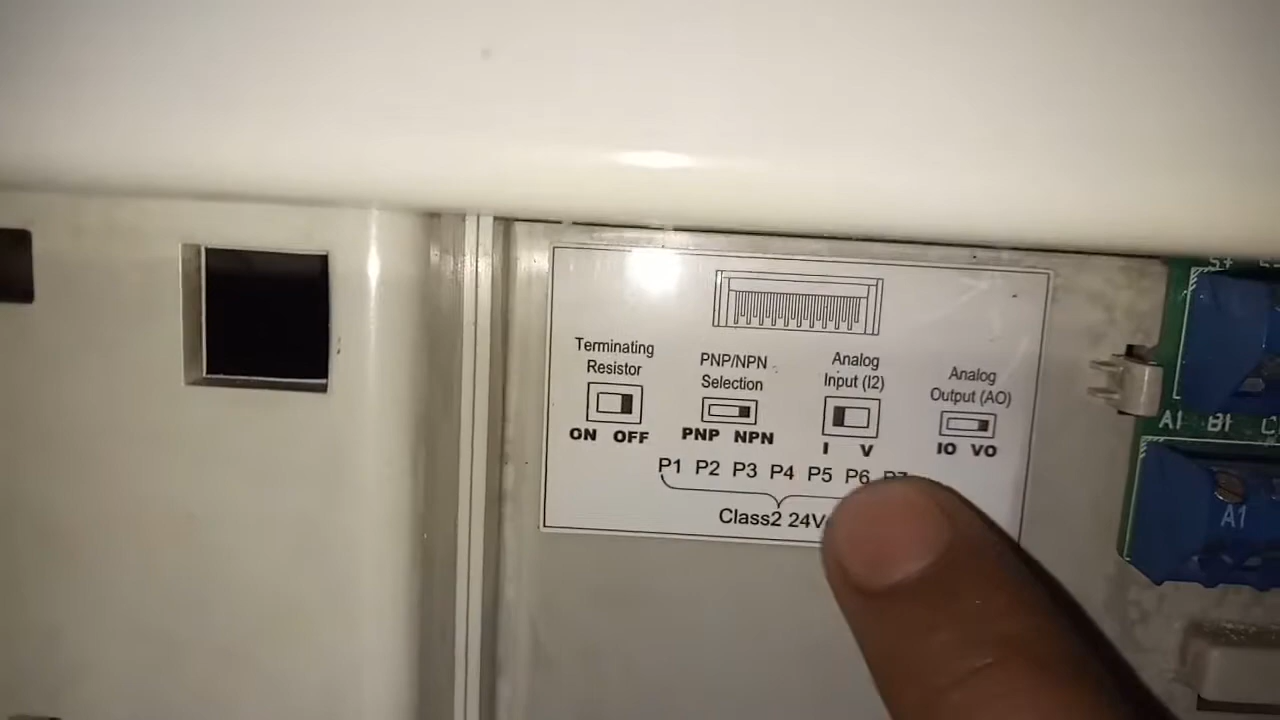 Terminating
Resistor
ON OFF
PNP/NPN
Selection
PNP NPN
Analog
Input (I2)
I V
Analog
Output (AO)
IO VO
P1 P2 P3 P4 P5 P6 P7
Class2 24V
A1 B1
A1